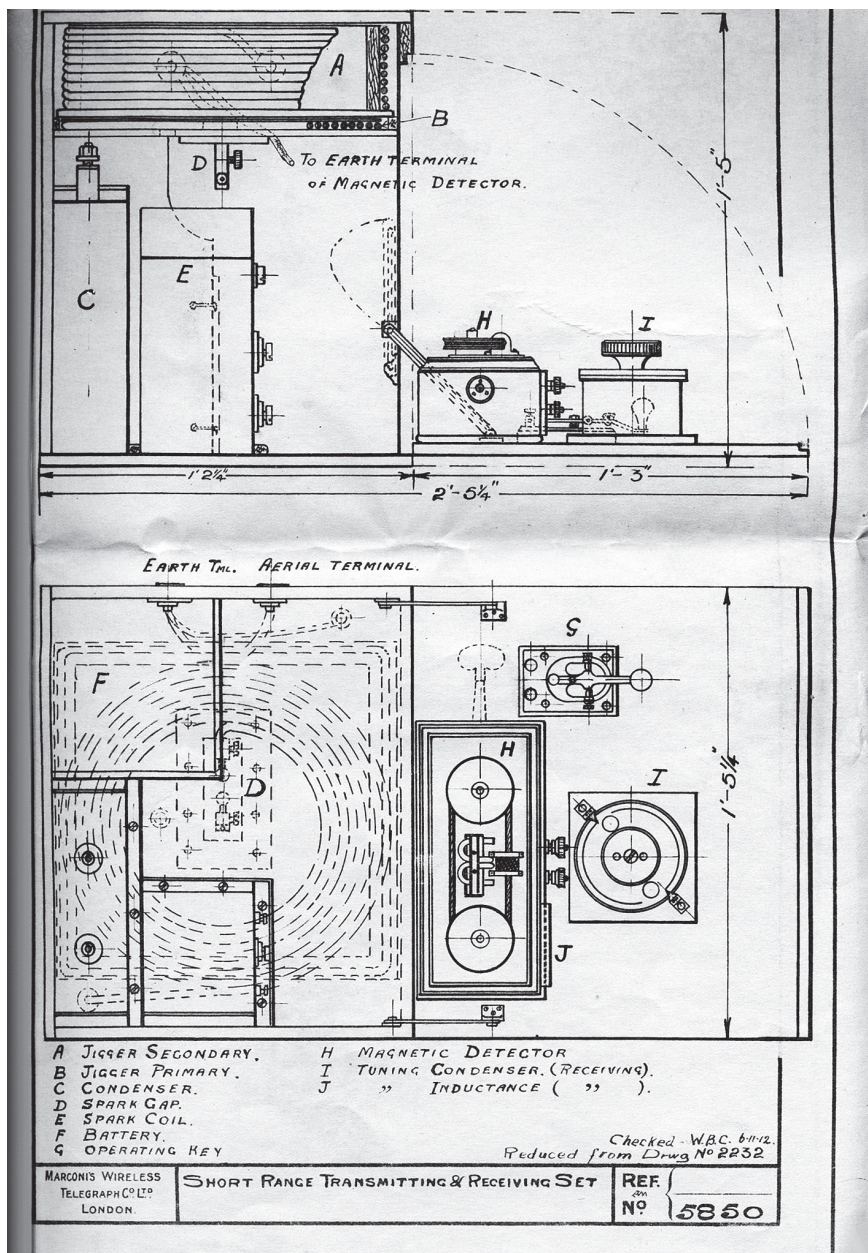 A
B
D
To EARTH TERMINAL
OF MAGNETIC DETECTOR.
1'-5"
C
E
H
I
1' 2¼"
1'- 3"
2'- 5¼"
EARTH TML. AERIAL TERMINAL.
F
G
H
D
I
1'-5¼"
J
A JIGGER SECONDARY.
B JIGGER PRIMARY.
C CONDENSER.
D SPARK GAP.
E SPARK COIL.
F BATTERY.
G OPERATING KEY
H MAGNETIC DETECTOR
I TUNING CONDENSER. (RECEIVING).
J " INDUCTANCE ( " ).
Checked - W.B.C. 6-11-12.
Reduced from Drwg No 2232
MARCONI'S WIRELESS
TELEGRAPH Co. LTD
LONDON.
SHORT RANGE TRANSMITTING & RECEIVING SET
REF.
No.
5850